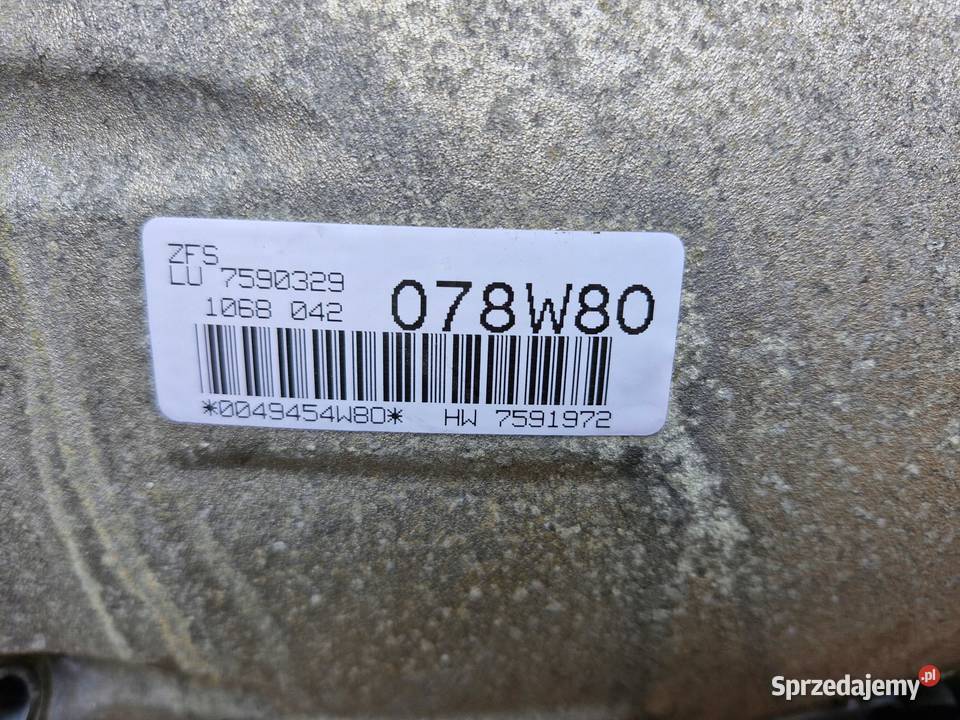 ZFS
LU 7590329
1068 042
078W80
*0049454W80* HW 7591972
Sprzedajemy.pl